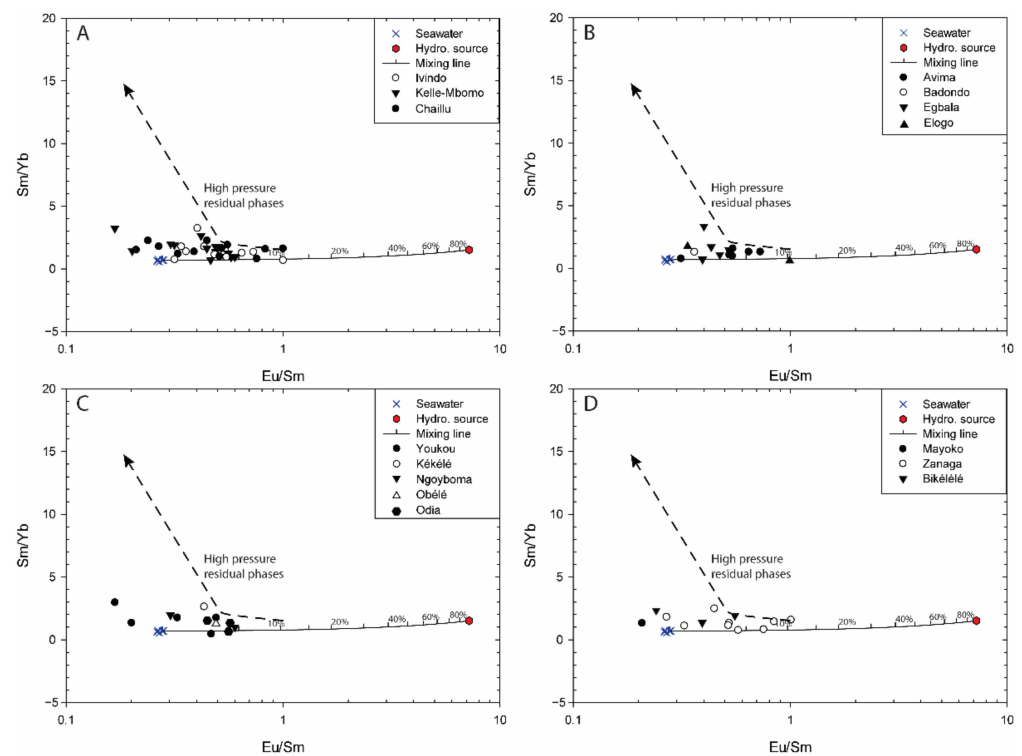 A
20
15
10
5
0
−5
Sm/Yb
0.1
1
10
Eu/Sm
Seawater
Hydro. source
Mixing line
Ivindo
Kelle-Mbomo
Chaillu
High pressure
residual phases
10%
20%
40%
60%
80%
B
20
15
10
5
0
−5
Sm/Yb
0.1
1
10
Eu/Sm
Seawater
Hydro. source
Mixing line
Avima
Badondo
Egbala
Elogo
High pressure
residual phases
10%
20%
40%
60%
80%
C
20
15
10
5
0
−5
Sm/Yb
0.1
1
10
Eu/Sm
Seawater
Hydro. source
Mixing line
Youkou
Kékélé
Ngoyboma
Obélé
Odia
High pressure
residual phases
10%
20%
40%
60%
80%
D
20
15
10
5
0
−5
Sm/Yb
0.1
1
10
Eu/Sm
Seawater
Hydro. source
Mixing line
Mayoko
Zanaga
Bikélélé
High pressure
residual phases
10%
20%
40%
60%
80%